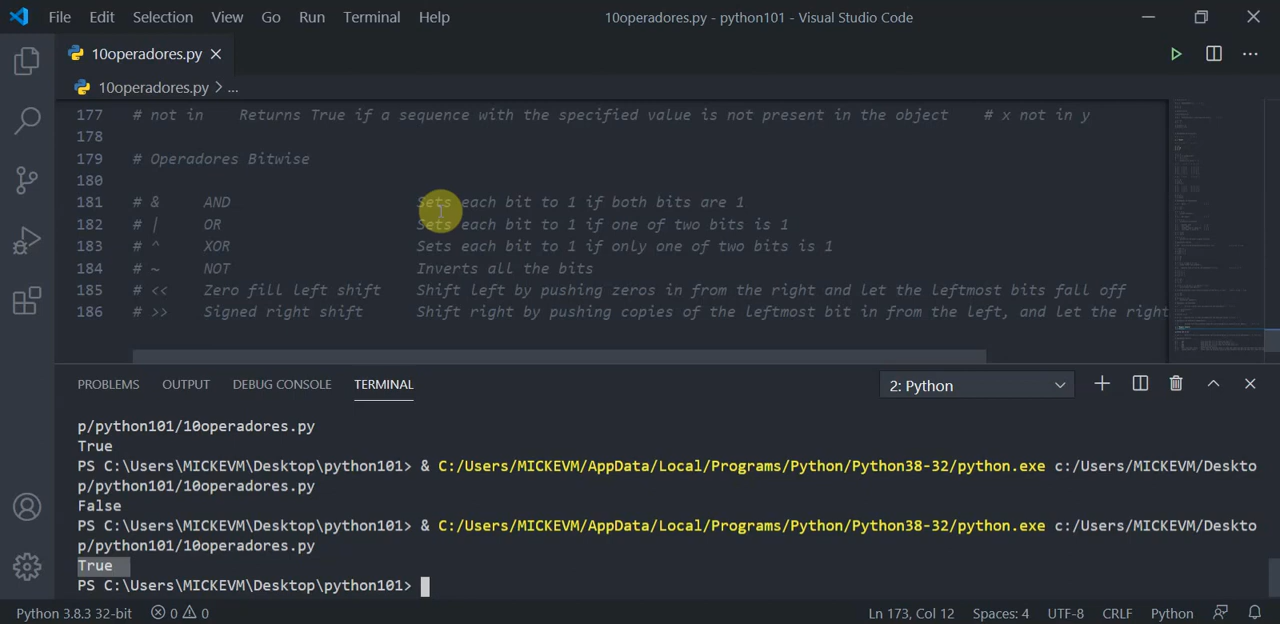 File Edit Selection View Go Run Terminal Help 10operadores.py - python101 - Visual Studio Code
10operadores.py
10operadores.py > ...
177 # not in Returns True if a sequence with the specified value is not present in the object # x not in y
178
179 # Operadores Bitwise
180
181 # & AND Sets each bit to 1 if both bits are 1
182 # | OR Sets each bit to 1 if one of two bits is 1
183 # ^ XOR Sets each bit to 1 if only one of two bits is 1
184 # ~ NOT Inverts all the bits
185 # << Zero fill left shift Shift left by pushing zeros in from the right and let the leftmost bits fall off
186 # >> Signed right shift Shift right by pushing copies of the leftmost bit in from the left, and let the right
PROBLEMS OUTPUT DEBUG CONSOLE TERMINAL 2: Python
p/python101/10operadores.py
True
PS C:\Users\MICKEVM\Desktop\python101> & C:/Users/MICKEVM/AppData/Local/Programs/Python/Python38-32/python.exe c:/Users/MICKEVM/Deskto
p/python101/10operadores.py
False
PS C:\Users\MICKEVM\Desktop\python101> & C:/Users/MICKEVM/AppData/Local/Programs/Python/Python38-32/python.exe c:/Users/MICKEVM/Deskto
p/python101/10operadores.py
True
PS C:\Users\MICKEVM\Desktop\python101>
Python 3.8.3 32-bit 0 0 Ln 173, Col 12 Spaces: 4 UTF-8 CRLF Python